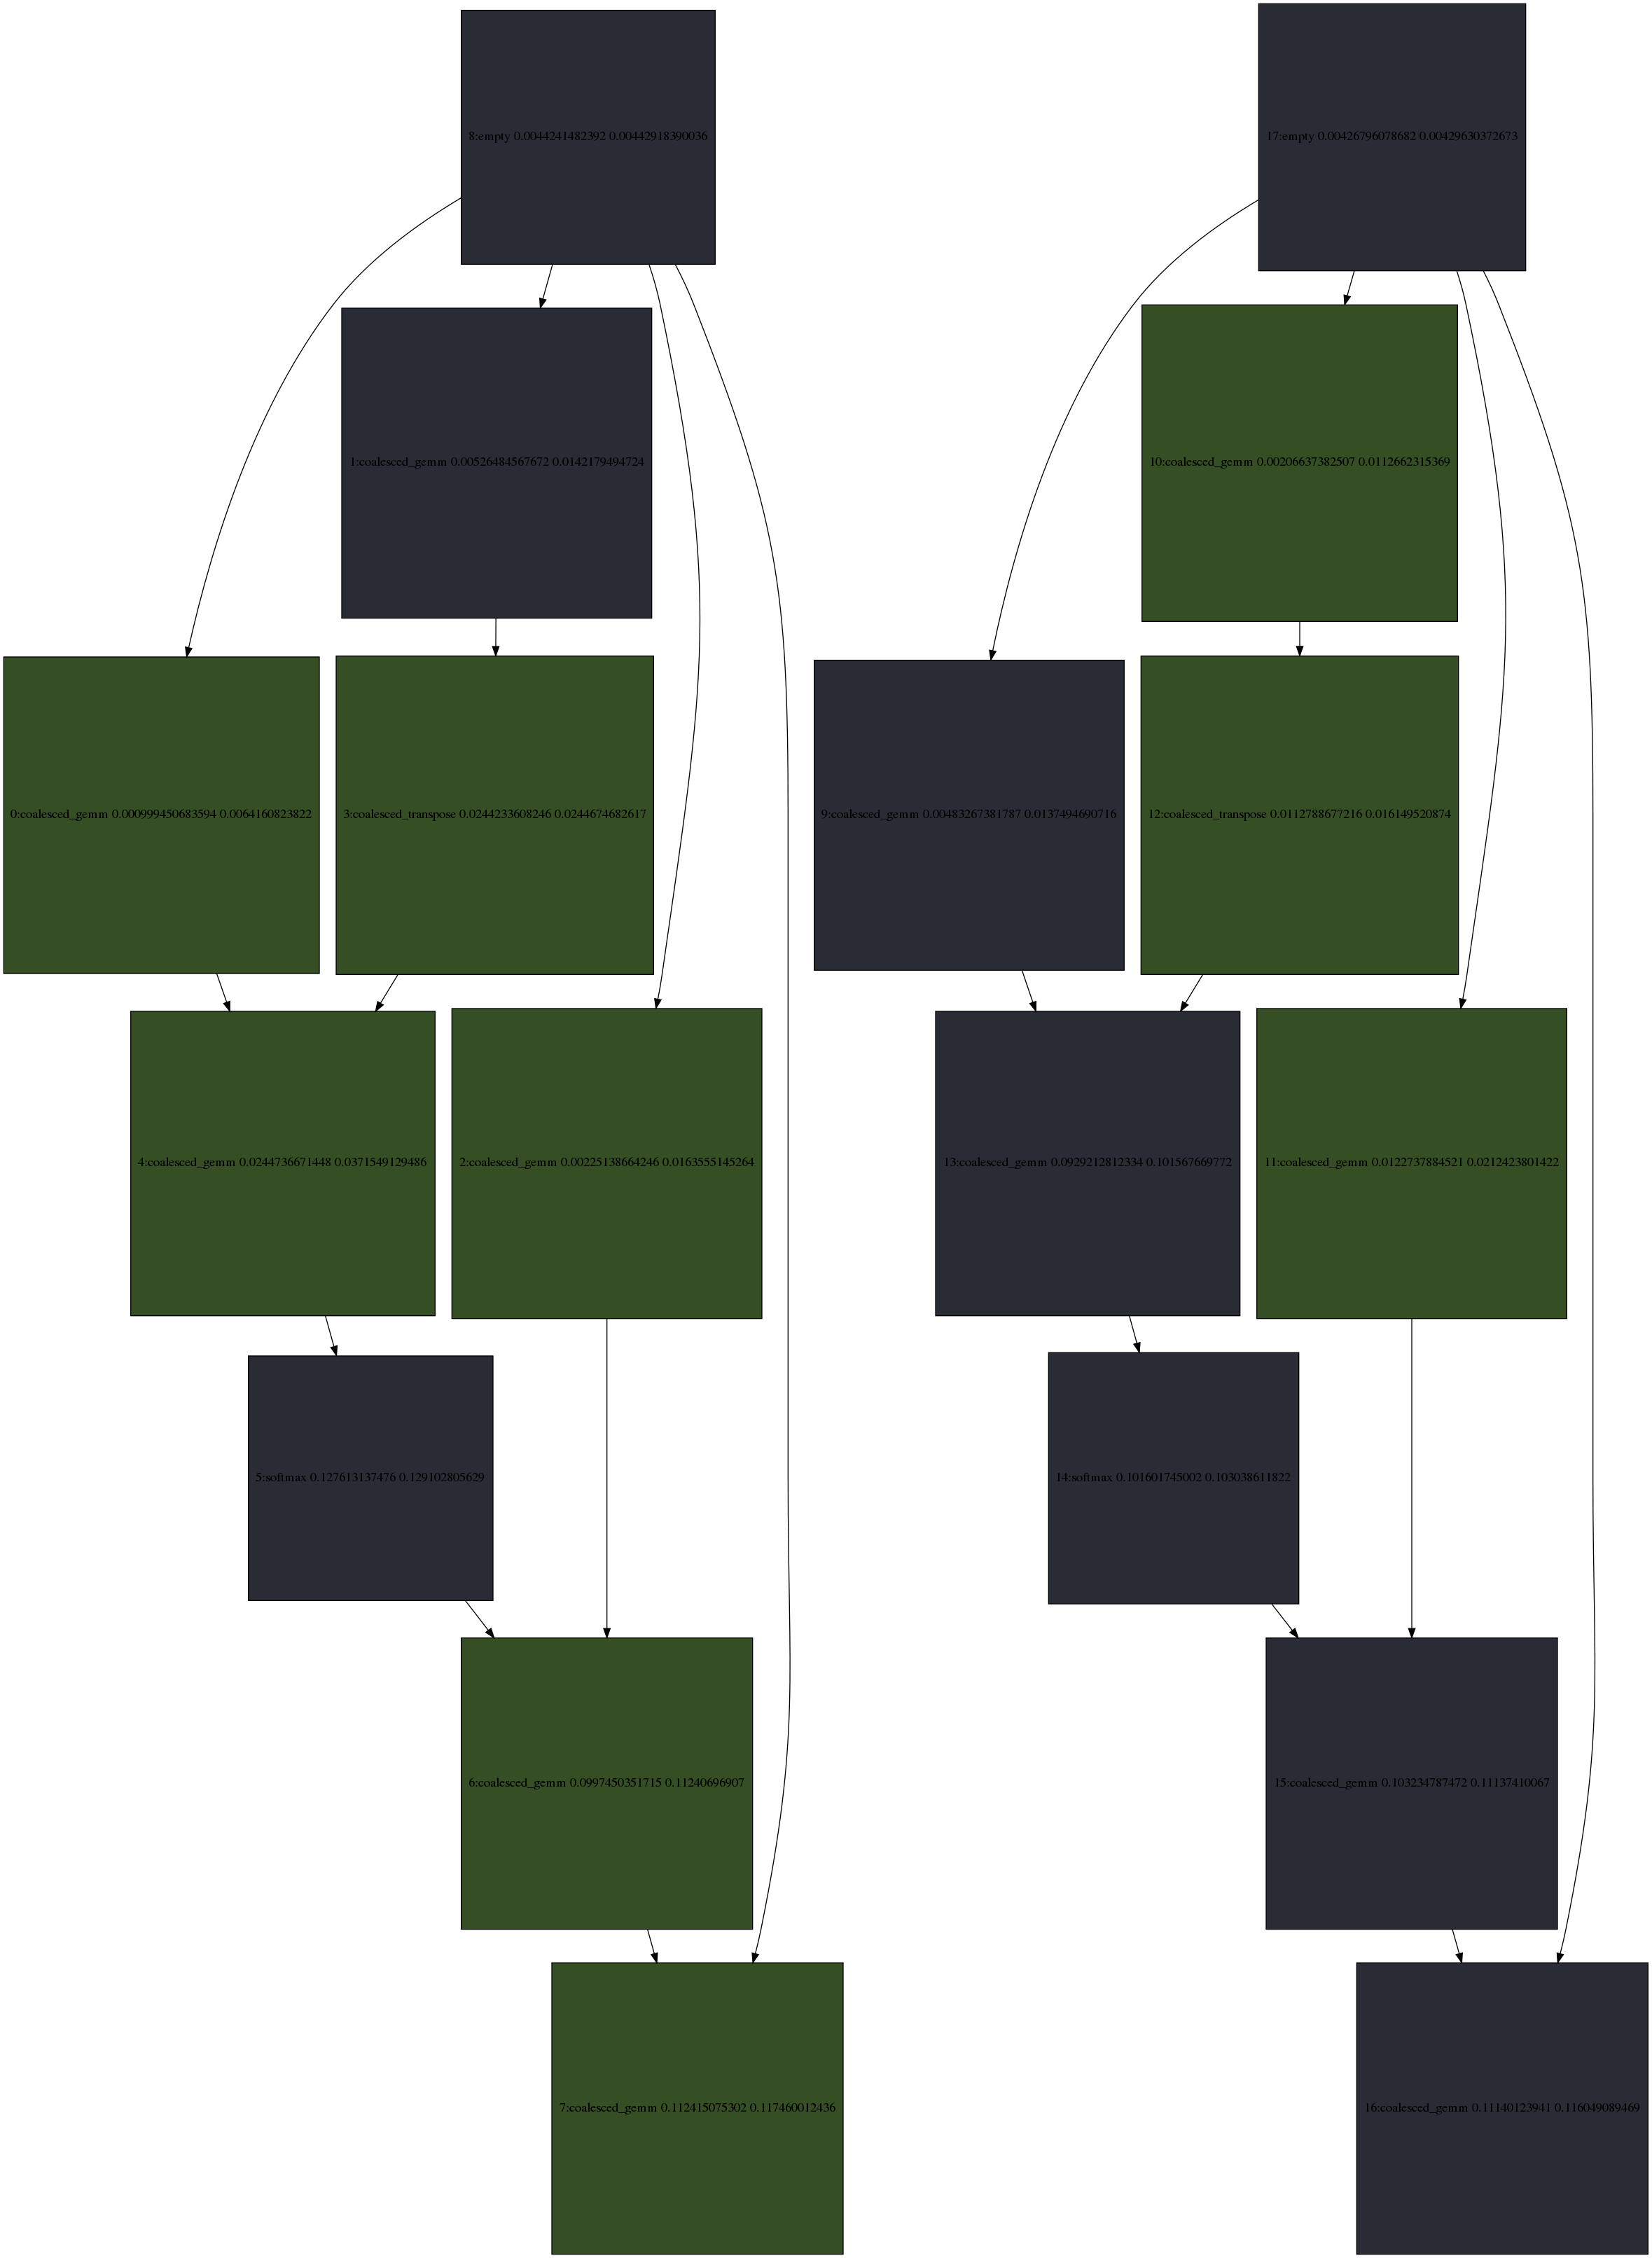 8:empty 0.0044241482392 0.00442918390036
17:empty 0.00426796078682 0.00429630372673
1:coalesced_gemm 0.00526484567672 0.0142179494724
10:coalesced_gemm 0.00206637382507 0.0112662315369
0:coalesced_gemm 0.000999450683594 0.0064160823822
3:coalesced_transpose 0.0244233608246 0.0244674682617
9:coalesced_gemm 0.00483267381787 0.0137494690716
12:coalesced_transpose 0.0112788677216 0.016149520874
4:coalesced_gemm 0.0244736671448 0.0371549129486
2:coalesced_gemm 0.00225138664246 0.0163555145264
13:coalesced_gemm 0.0929212812334 0.101567669772
11:coalesced_gemm 0.0122737884521 0.0212423801422
5:softmax 0.127613137476 0.129102805629
14:softmax 0.101601745002 0.103038611822
6:coalesced_gemm 0.0997450351715 0.11240696907
15:coalesced_gemm 0.103234787472 0.11137410067
7:coalesced_gemm 0.112415075302 0.117460012436
16:coalesced_gemm 0.11140123941 0.116049089469